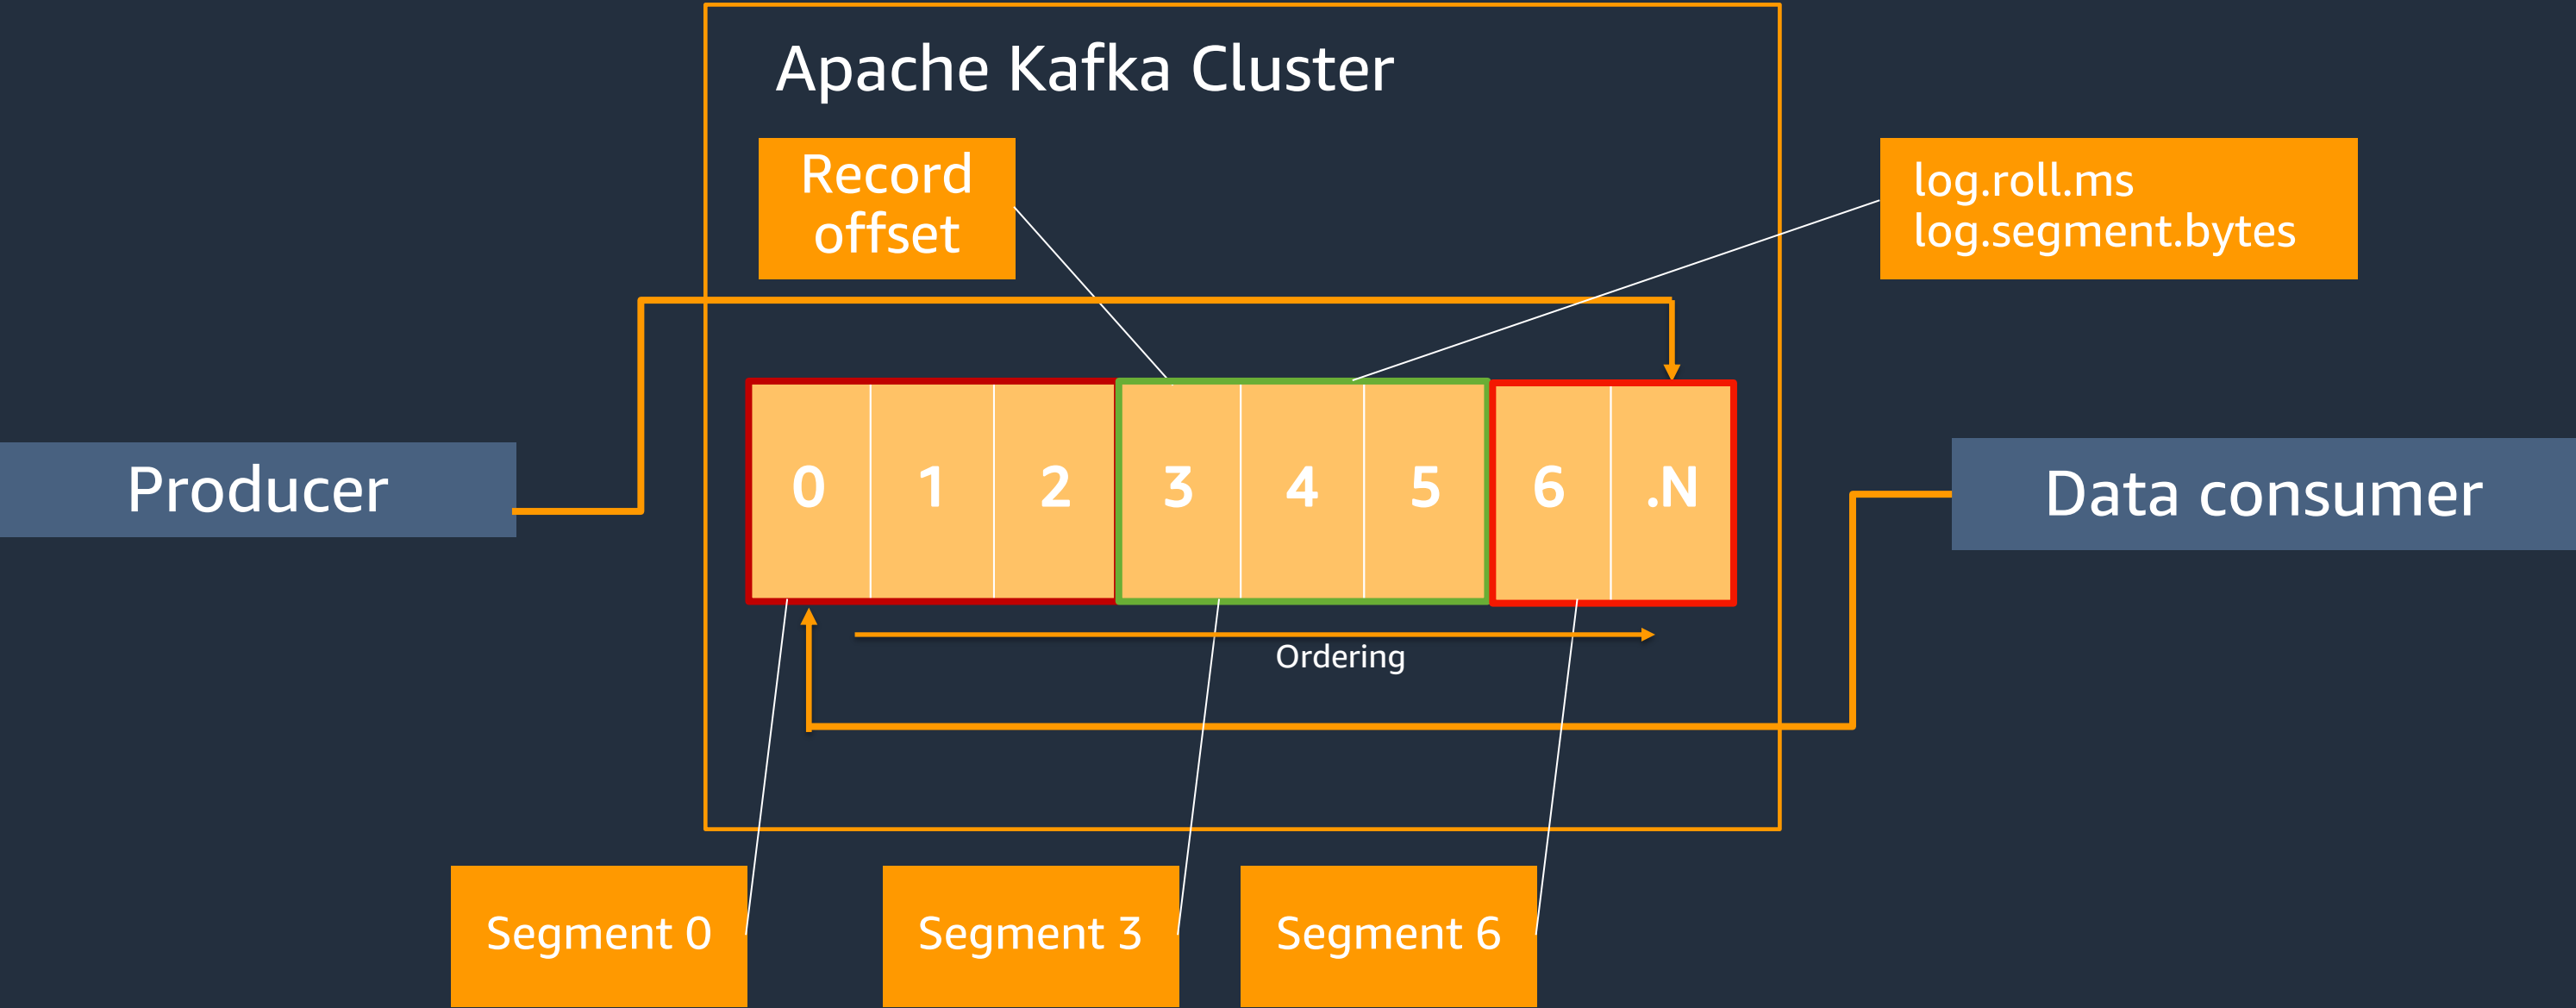 Apache Kafka Cluster
Record
offset
log.roll.ms
log.segment.bytes
Producer
0 1 2 3 4 5 6 .N
Data consumer
Ordering
Segment 0
Segment 3
Segment 6